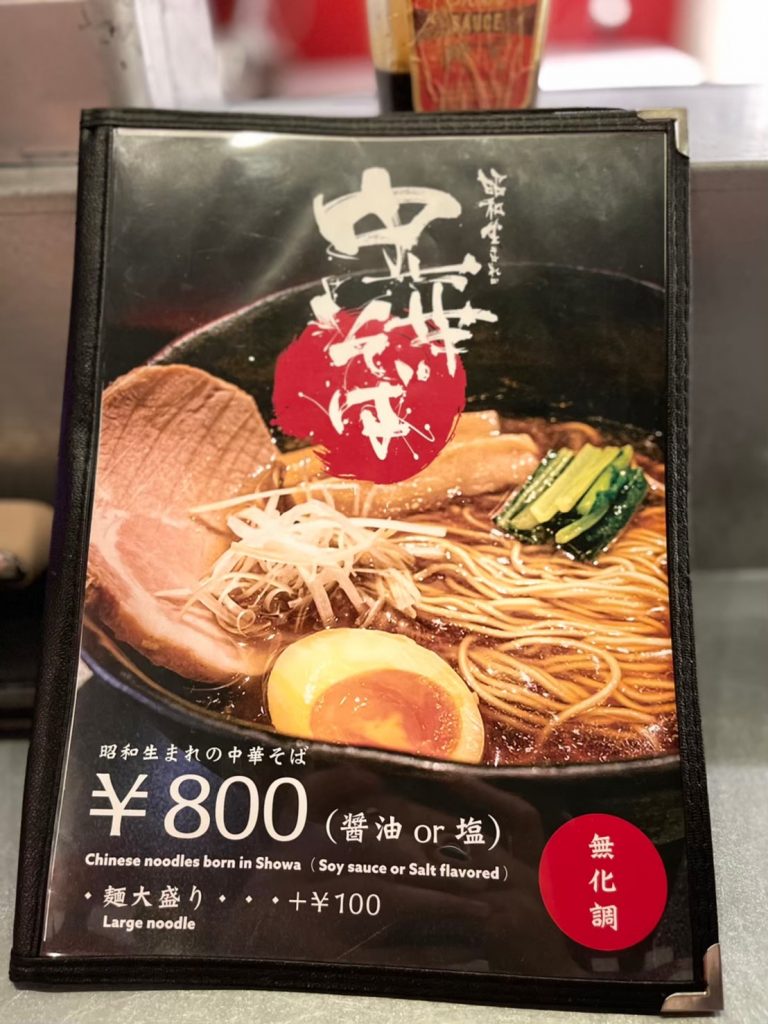 SAUCE
昭和生まれの
中華
そば
昭和生まれの中華そば
¥800 (醤油 or 塩)
Chinese noodles born in Showa ( Soy sauce or Salt flavored )
・麺大盛り・・・+¥100
Large noodle
無化調